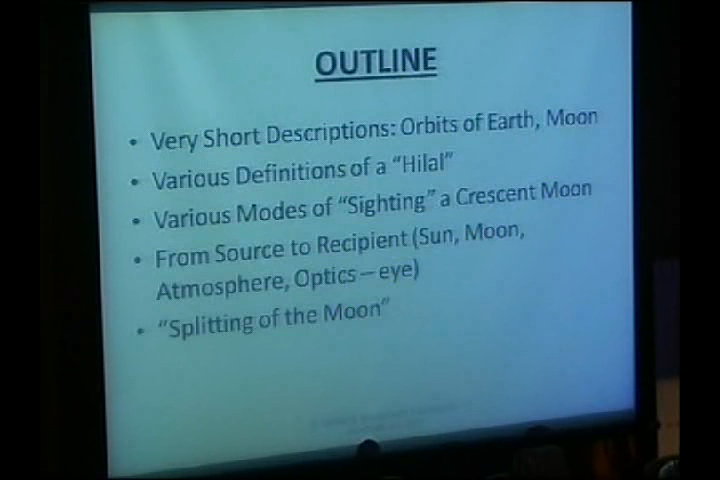 OUTLINE
• Very Short Descriptions: Orbits of Earth, Moon
• Various Definitions of a “Hilal”
• Various Modes of “Sighting” a Crescent Moon
• From Source to Recipient (Sun, Moon,
Atmosphere, Optics – eye)
• “Splitting of the Moon”